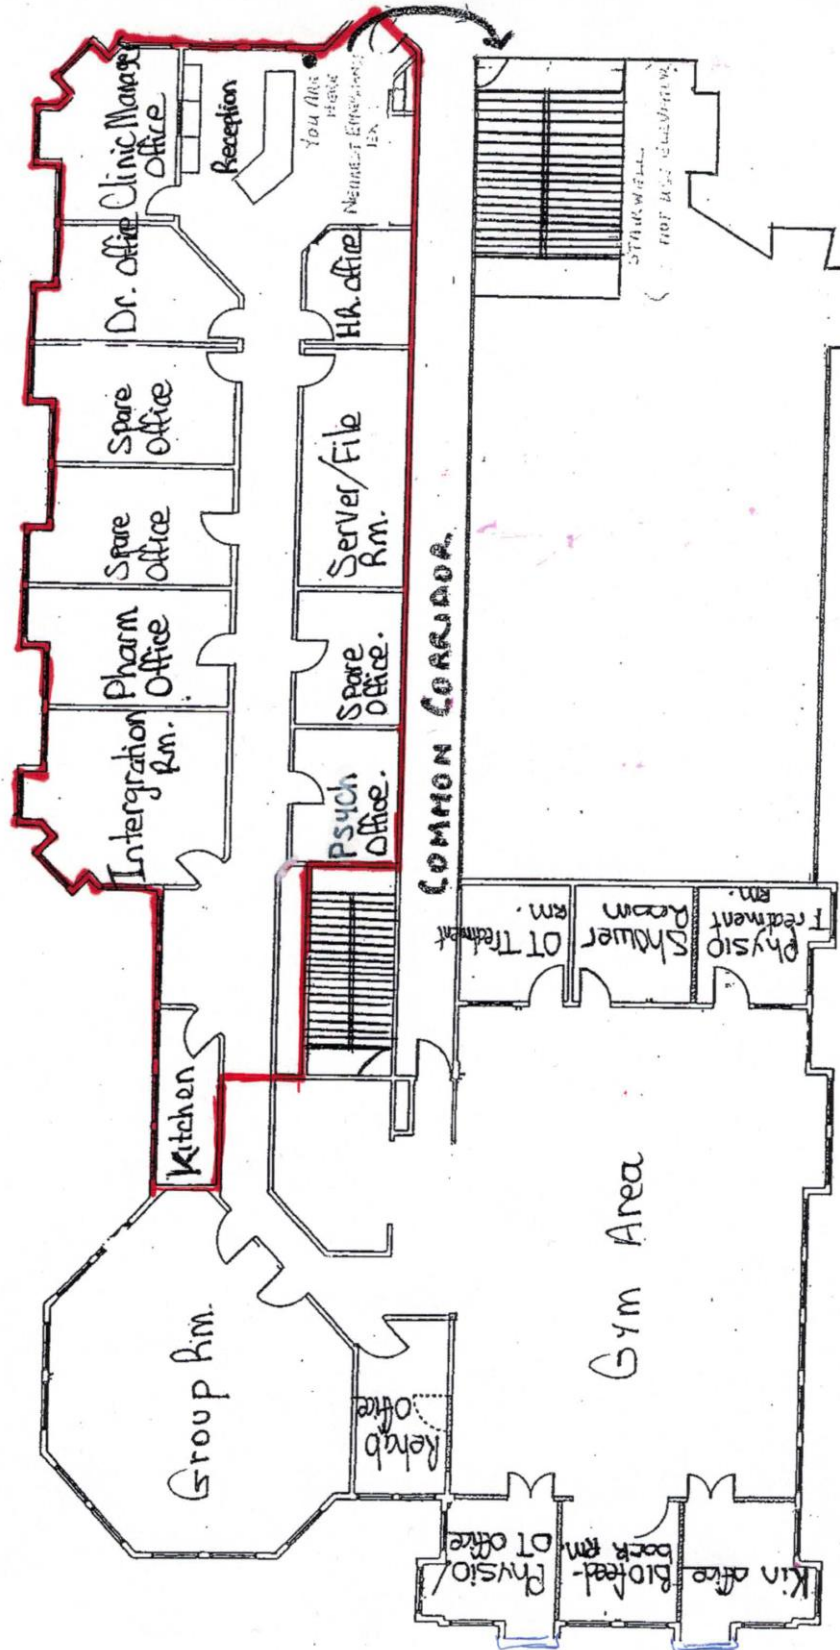 Clinic Manager
Office
Reception
YOU ARE
HERE
NEAREST EMERGENCY
STAIRWELL
Dr. Office
HR. office
Spare
Office
Server/File
Rm.
Spare
Office
Pharm
Office
Spare
Office.
Intergration
Rm.
Psych
Office.
COMMON CORRIDOR
OT Treatment
rm.
Shower
Room
Physio
Treatment
rm.
Kitchen
Group Rm.
Gym Area
Rehab
Office
Physio/
OT office
Biofeed-
back Rm.
Kin office